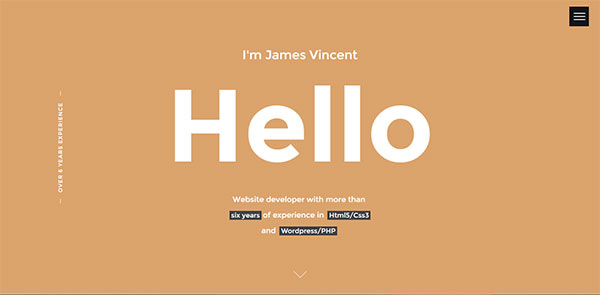 I'm James Vincent
Hello
— OVER 6 YEARS EXPERIENCE —
Website developer with more than
six years of experience in Html5/Css3
and Wordpress/PHP